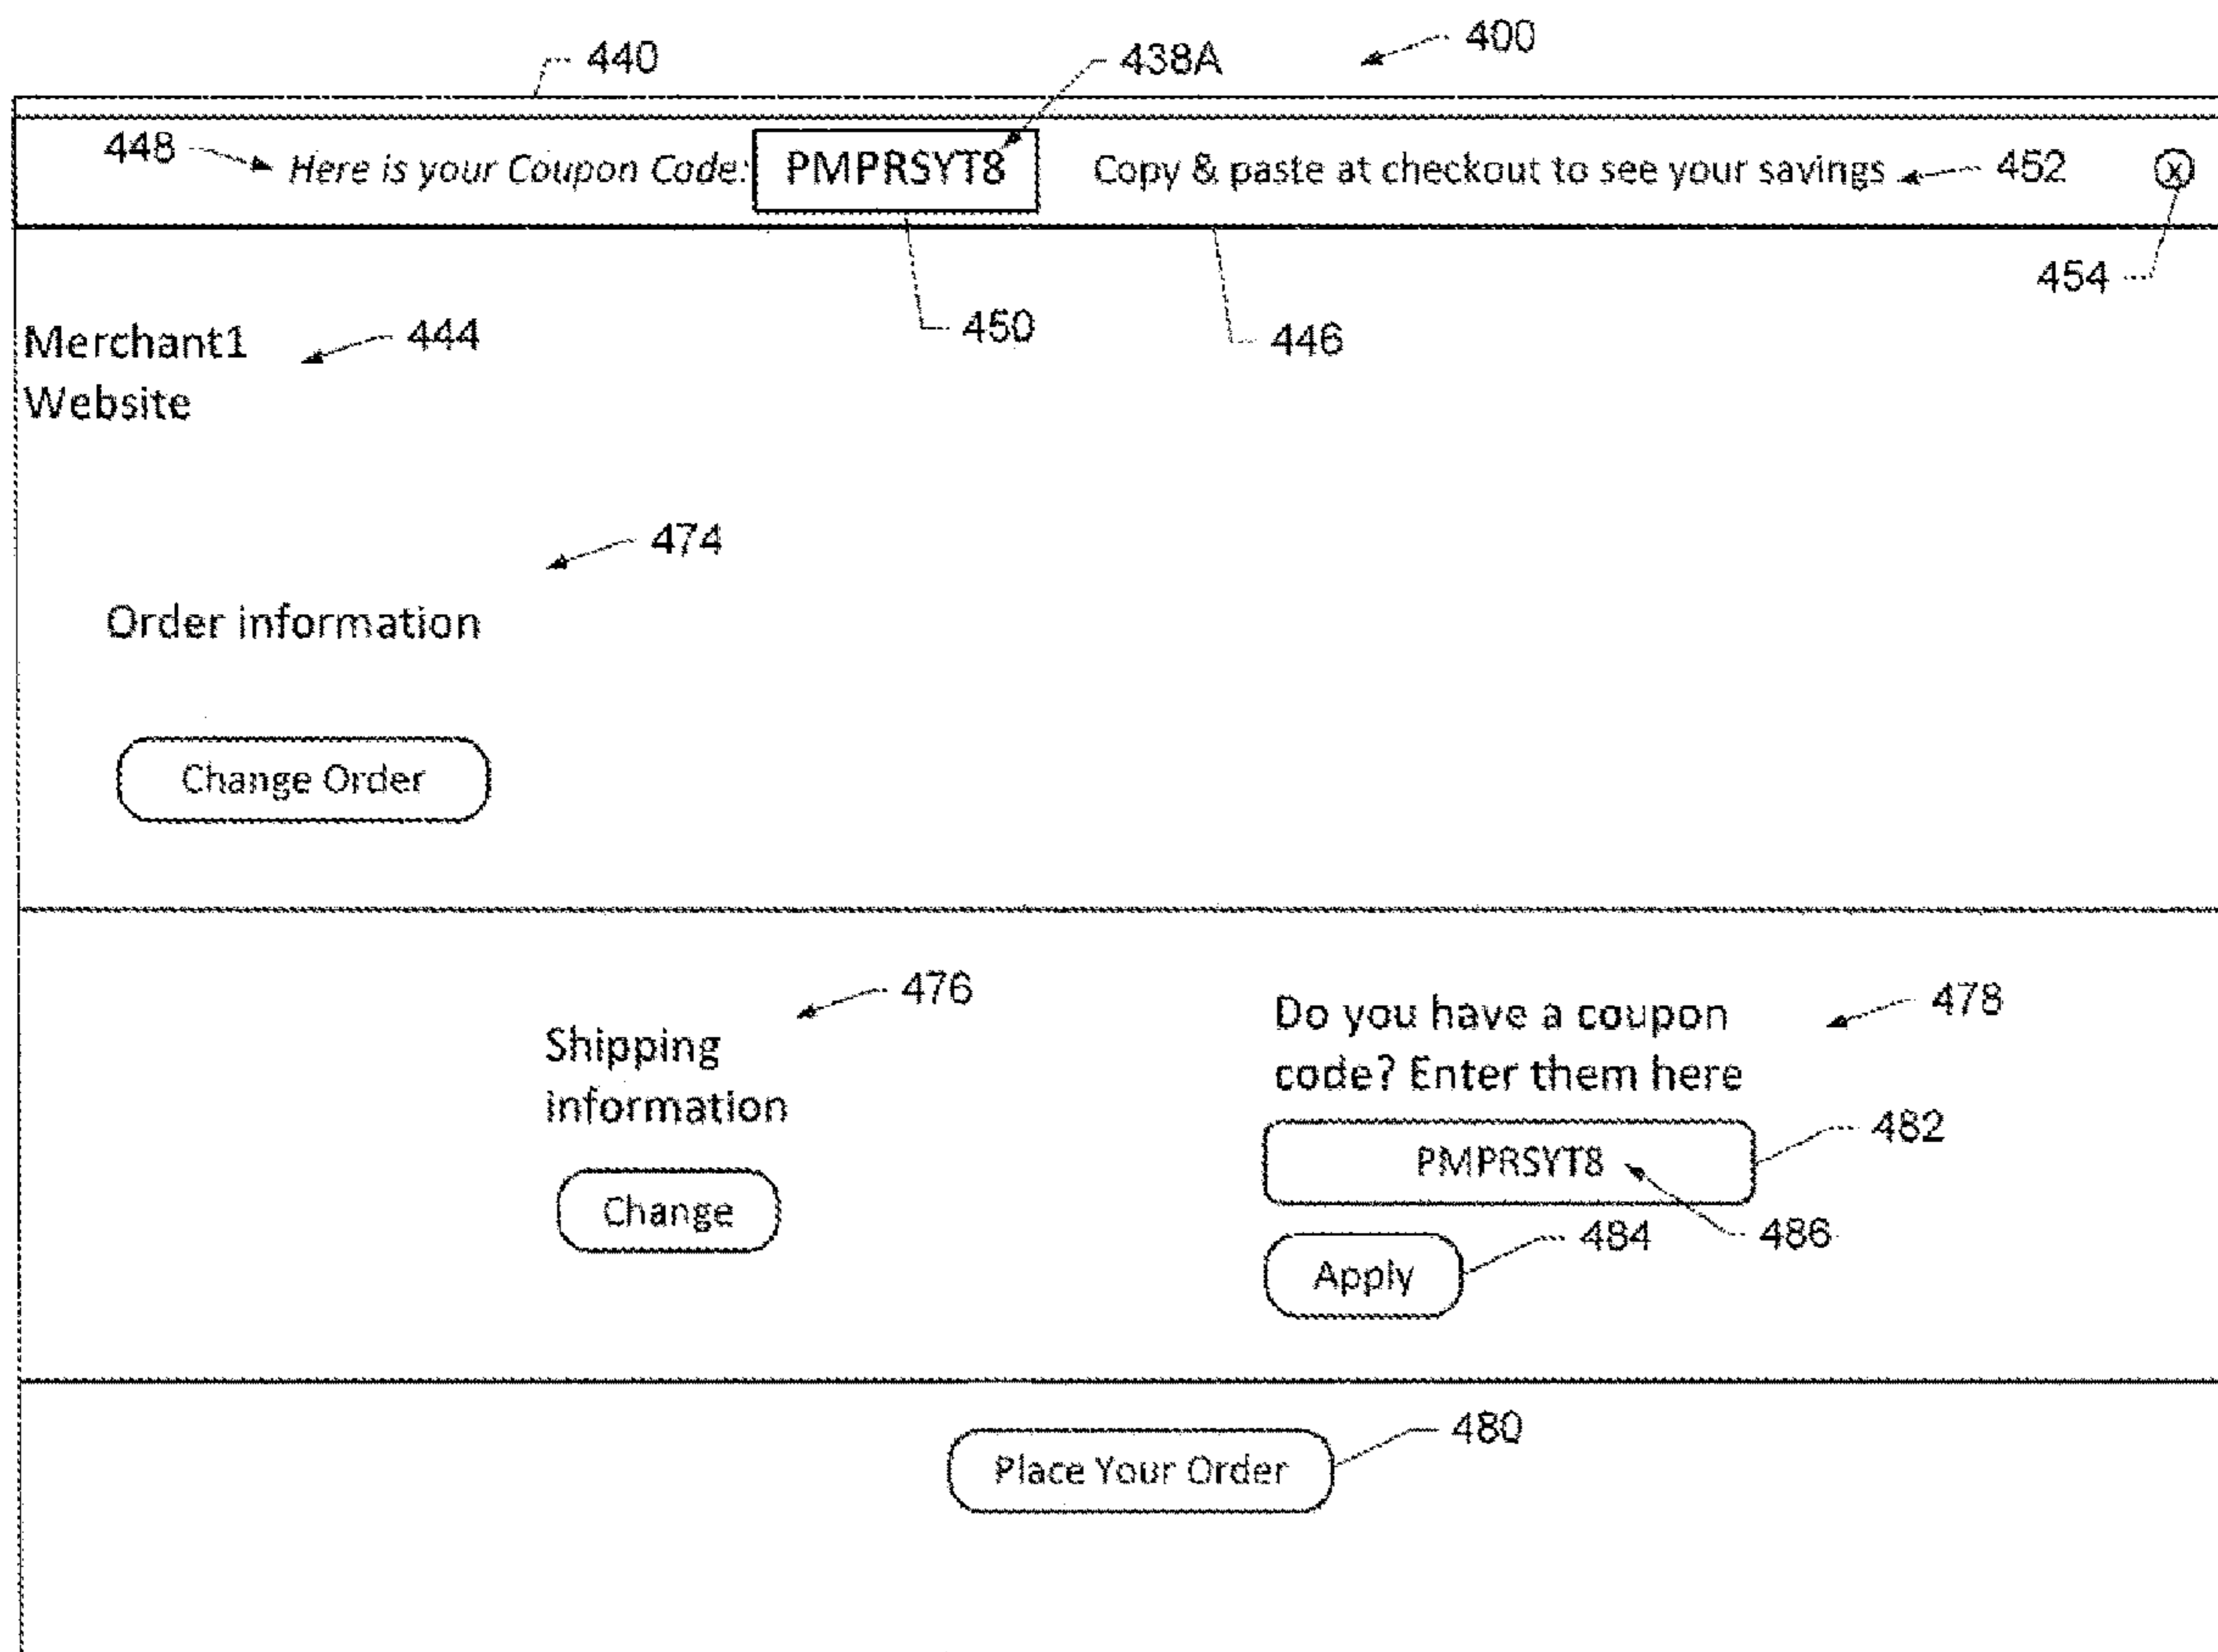 440
438A
400
448
Here is your Coupon Code:
PMPRSYT8
Copy & paste at checkout to see your savings
452
x
454
450
446
Merchant1
Website
444
474
Order information
Change Order
476
Shipping
information
Change
478
Do you have a coupon
code? Enter them here
482
PMPRSYT8
486
484
Apply
480
Place Your Order